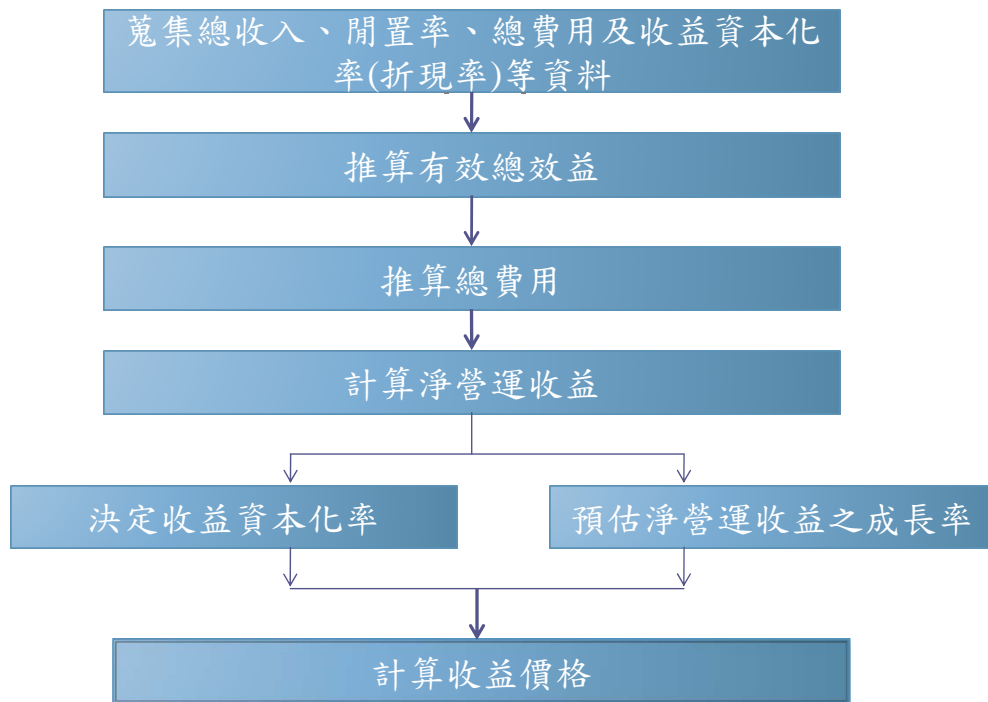 蒐集總收入、閒置率、總費用及收益資本化
率(折現率)等資料
推算有效總效益
推算總費用
計算淨營運收益
決定收益資本化率
預估淨營運收益之成長率
計算收益價格